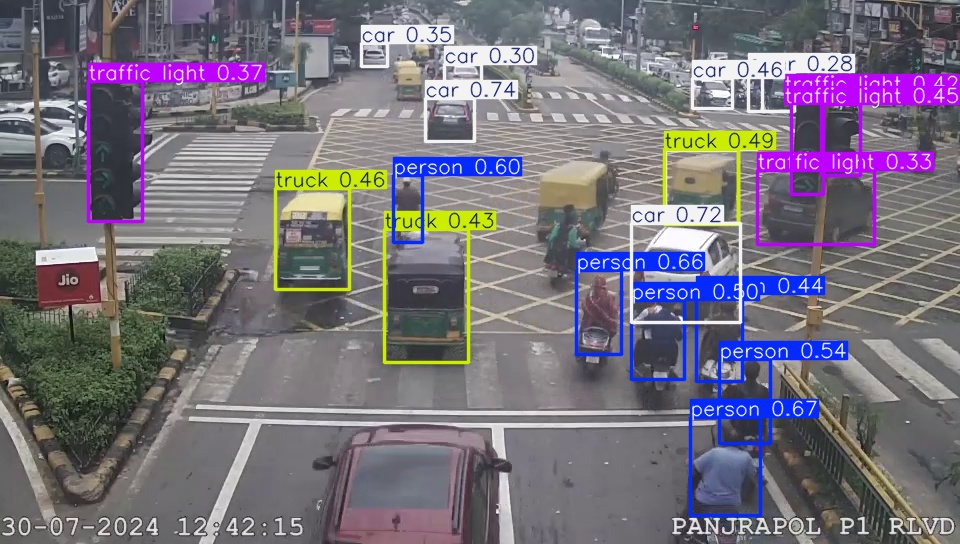 car 0.35
car 0.30
traffic light 0.37
car 0.46
r 0.28
traffic light 0.42
traffic light 0.45
car 0.74
truck 0.49
person 0.60
traffic light 0.33
truck 0.46
truck 0.43
car 0.72
person 0.66
Jio
person 0.50
0.44
person 0.54
person 0.67
30-07-2024 12:42:15
PANJRAPOL P1 RLVD